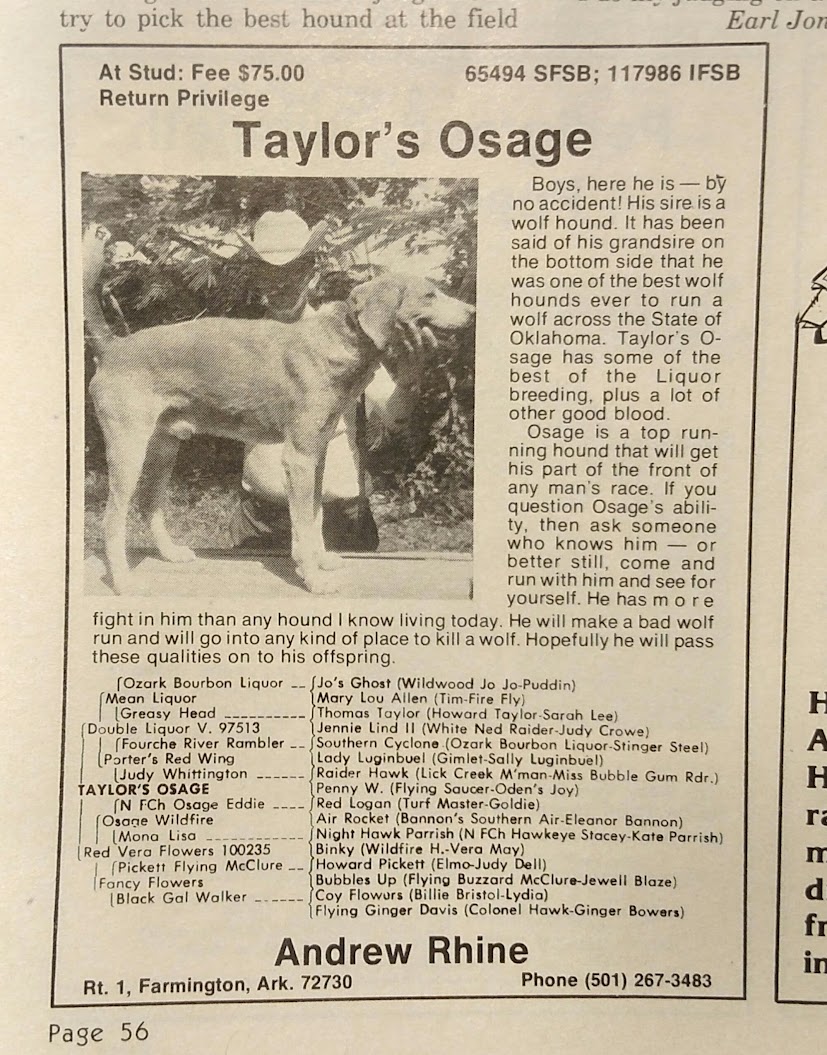 try to pick the best hound at the field
Earl Jon
At Stud: Fee $75.00
65494 SFSB; 117986 IFSB
Return Privilege
Taylor's Osage
Boys, here he is — by
no accident! His sire is a
wolf hound. It has been
said of his grandsire on
the bottom side that he
was one of the best wolf
hounds ever to run a
wolf across the State of
Oklahoma. Taylor's O-
sage has some of the
best of the Liquor
breeding, plus a lot of
other good blood.
Osage is a top run-
ning hound that will get
his part of the front of
any man's race. If you
question Osage's abili-
ty, then ask someone
who knows him — or
better still, come and
run with him and see for
yourself. He has more
fight in him than any hound I know living today. He will make a bad wolf
run and will go into any kind of place to kill a wolf. Hopefully he will pass
these qualities on to his offspring.
Ozark Bourbon Liquor -- Jo's Ghost (Wildwood Jo Jo-Puddin)
Mean Liquor Mary Lou Allen (Tim-Fire Fly)
Greasy Head ---------- Thomas Taylor (Howard Taylor-Sarah Lee)
Double Liquor V. 97513 Jennie Lind II (White Ned Raider-Judy Crowe)
Fourche River Rambler -- Southern Cyclone (Ozark Bourbon Liquor-Stinger Steel)
Porter's Red Wing Lady Luginbuel (Gimlet-Sally Luginbuel)
Judy Whittington ------ Raider Hawk (Lick Creek M'man-Miss Bubble Gum Rdr.)
TAYLOR'S OSAGE Penny W. (Flying Saucer-Oden's Joy)
N FCh Osage Eddie ---- Red Logan (Turf Master-Goldie)
Osage Wildfire Air Rocket (Bannon's Southern Air-Eleanor Bannon)
Mona Lisa ------------ Night Hawk Parrish (N FCh Hawkeye Stacey-Kate Parrish)
Red Vera Flowers 100235 Binky (Wildfire H.-Vera May)
Pickett Flying McClure -- Howard Pickett (Elmo-Judy Dell)
Fancy Flowers Bubbles Up (Flying Buzzard McClure-Jewell Blaze)
Black Gal Walker ------ Coy Flowers (Billie Bristol-Lydia)
Flying Ginger Davis (Colonel Hawk-Ginger Bowers)
Andrew Rhine
Rt. 1, Farmington, Ark. 72730
Phone (501) 267-3483
Page 56
H
A
H
ra
m
d
fr
in